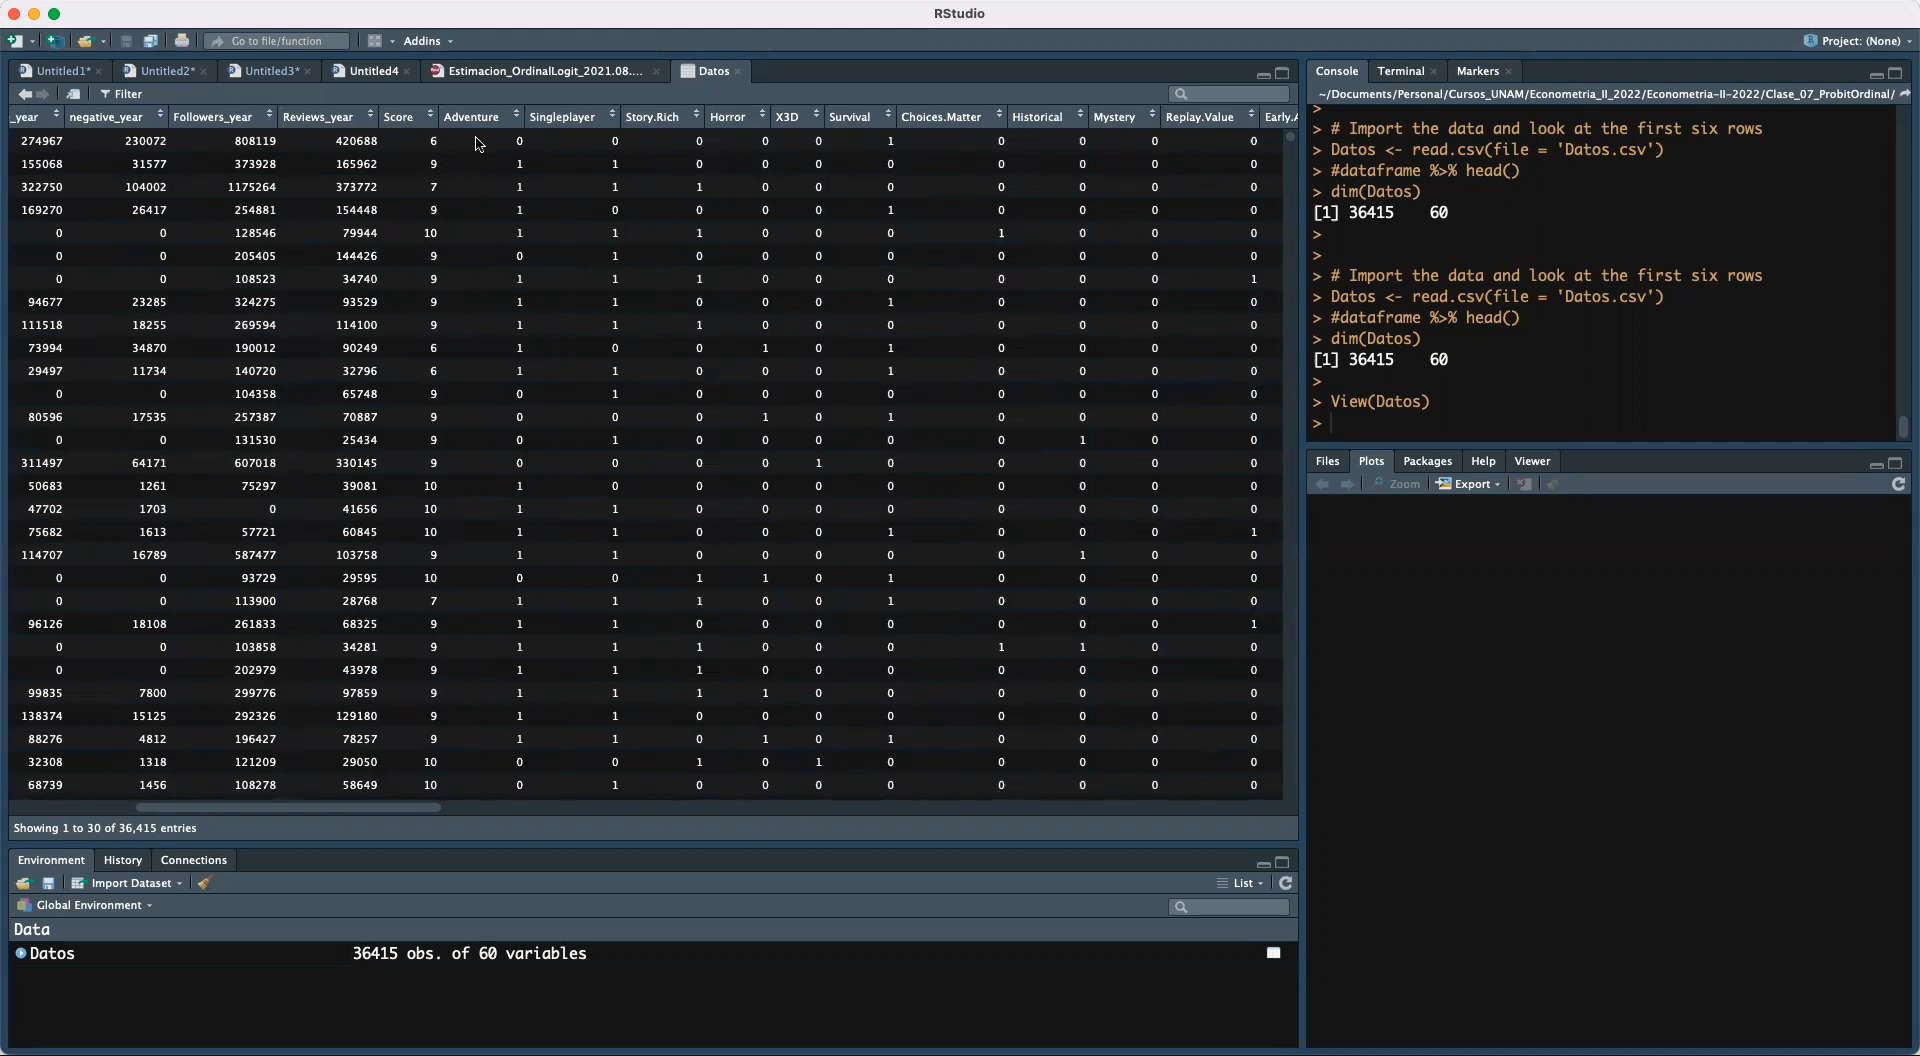 RStudio
Go to file/function
Addins
Project: (None)
Untitled1*
Untitled2*
Untitled3*
Untitled4
Estimacion_OrdinalLogit_2021.08....
Datos
Filter
_year negative_year Followers_year Reviews_year Score Adventure Singleplayer Story.Rich Horror X3D Survival Choices.Matter Historical Mystery Replay.Value Early.A
274967 230072 808119 420688 6 0 0 0 0 0 1 0 0 0 0
155068 31577 373928 165962 9 1 1 0 0 0 0 0 0 0 0
322750 104002 1175264 373772 7 1 1 1 0 0 0 0 0 0 0
169270 26417 254881 154448 9 1 0 0 0 0 1 0 0 0 0
0 0 128546 79944 10 1 1 1 0 0 0 1 0 0 0
0 0 205405 144426 9 0 1 0 0 0 0 0 0 0 0
0 0 108523 34740 9 1 1 1 0 0 0 0 0 0 1
94677 23285 324275 93529 9 1 1 0 0 0 1 0 0 0 0
111518 18255 269594 114100 9 1 1 1 0 0 0 0 0 0 0
73994 34870 190012 90249 6 1 0 0 1 0 1 0 0 0 0
29497 11734 140720 32796 6 1 0 0 0 0 1 0 0 0 0
0 0 104358 65748 9 0 1 0 0 0 0 0 0 0 0
80596 17535 257387 70887 9 0 0 0 1 0 1 0 0 0 0
0 0 131530 25434 9 0 1 0 0 0 0 0 1 0 0
311497 64171 607018 330145 9 0 0 0 0 1 0 0 0 0 0
50683 1261 75297 39081 10 1 0 0 0 0 0 0 0 0 0
47702 1703 0 41656 10 1 1 0 0 0 0 0 0 0 0
75682 1613 57721 60845 10 1 1 0 0 0 1 0 0 0 1
114707 16789 587477 103758 9 1 1 0 0 0 0 0 1 0 0
0 0 93729 29595 10 0 0 1 1 0 1 0 0 0 0
0 0 113900 28768 7 1 1 1 0 0 1 0 0 0 0
96126 18108 261833 68325 9 1 1 0 0 0 0 0 0 0 1
0 0 103858 34281 9 1 1 1 0 0 0 1 1 0 0
0 0 202979 43978 9 1 1 1 0 0 0 0 0 0 0
99835 7800 299776 97859 9 1 1 1 1 0 0 0 0 0 0
138374 15125 292326 129180 9 1 1 0 0 0 0 0 0 0 0
88276 4812 196427 78257 9 1 1 0 1 0 1 0 0 0 0
32308 1318 121209 29050 10 0 0 1 0 1 0 0 0 0 0
68739 1456 108278 58649 10 0 1 0 0 0 0 0 0 0 0
Showing 1 to 30 of 36,415 entries
Environment History Connections
Import Dataset
List
Global Environment
Data
Datos 36415 obs. of 60 variables
Console Terminal Markers
~/Documents/Personal/Cursos_UNAM/Econometria_II_2022/Econometria-II-2022/Clase_07_ProbitOrdinal/
>
> # Import the data and look at the first six rows
> Datos <- read.csv(file = 'Datos.csv')
> #dataframe %>% head()
> dim(Datos)
[1] 36415 60
>
>
> # Import the data and look at the first six rows
> Datos <- read.csv(file = 'Datos.csv')
> #dataframe %>% head()
> dim(Datos)
[1] 36415 60
>
> View(Datos)
>
Files Plots Packages Help Viewer
Zoom Export